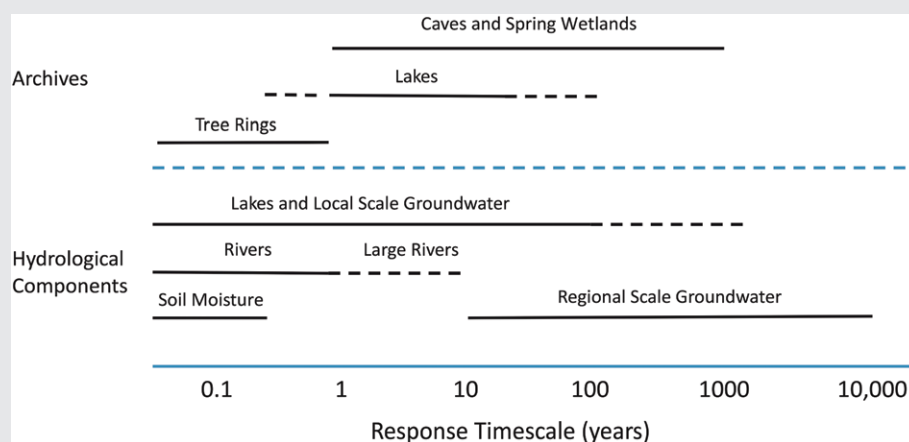 Caves and Spring Wetlands
Archives
Lakes
Tree Rings
Lakes and Local Scale Groundwater
Rivers
Large Rivers
Hydrological
Components
Soil Moisture
Regional Scale Groundwater
0.1 1 10 100 1000 10,000
Response Timescale (years)